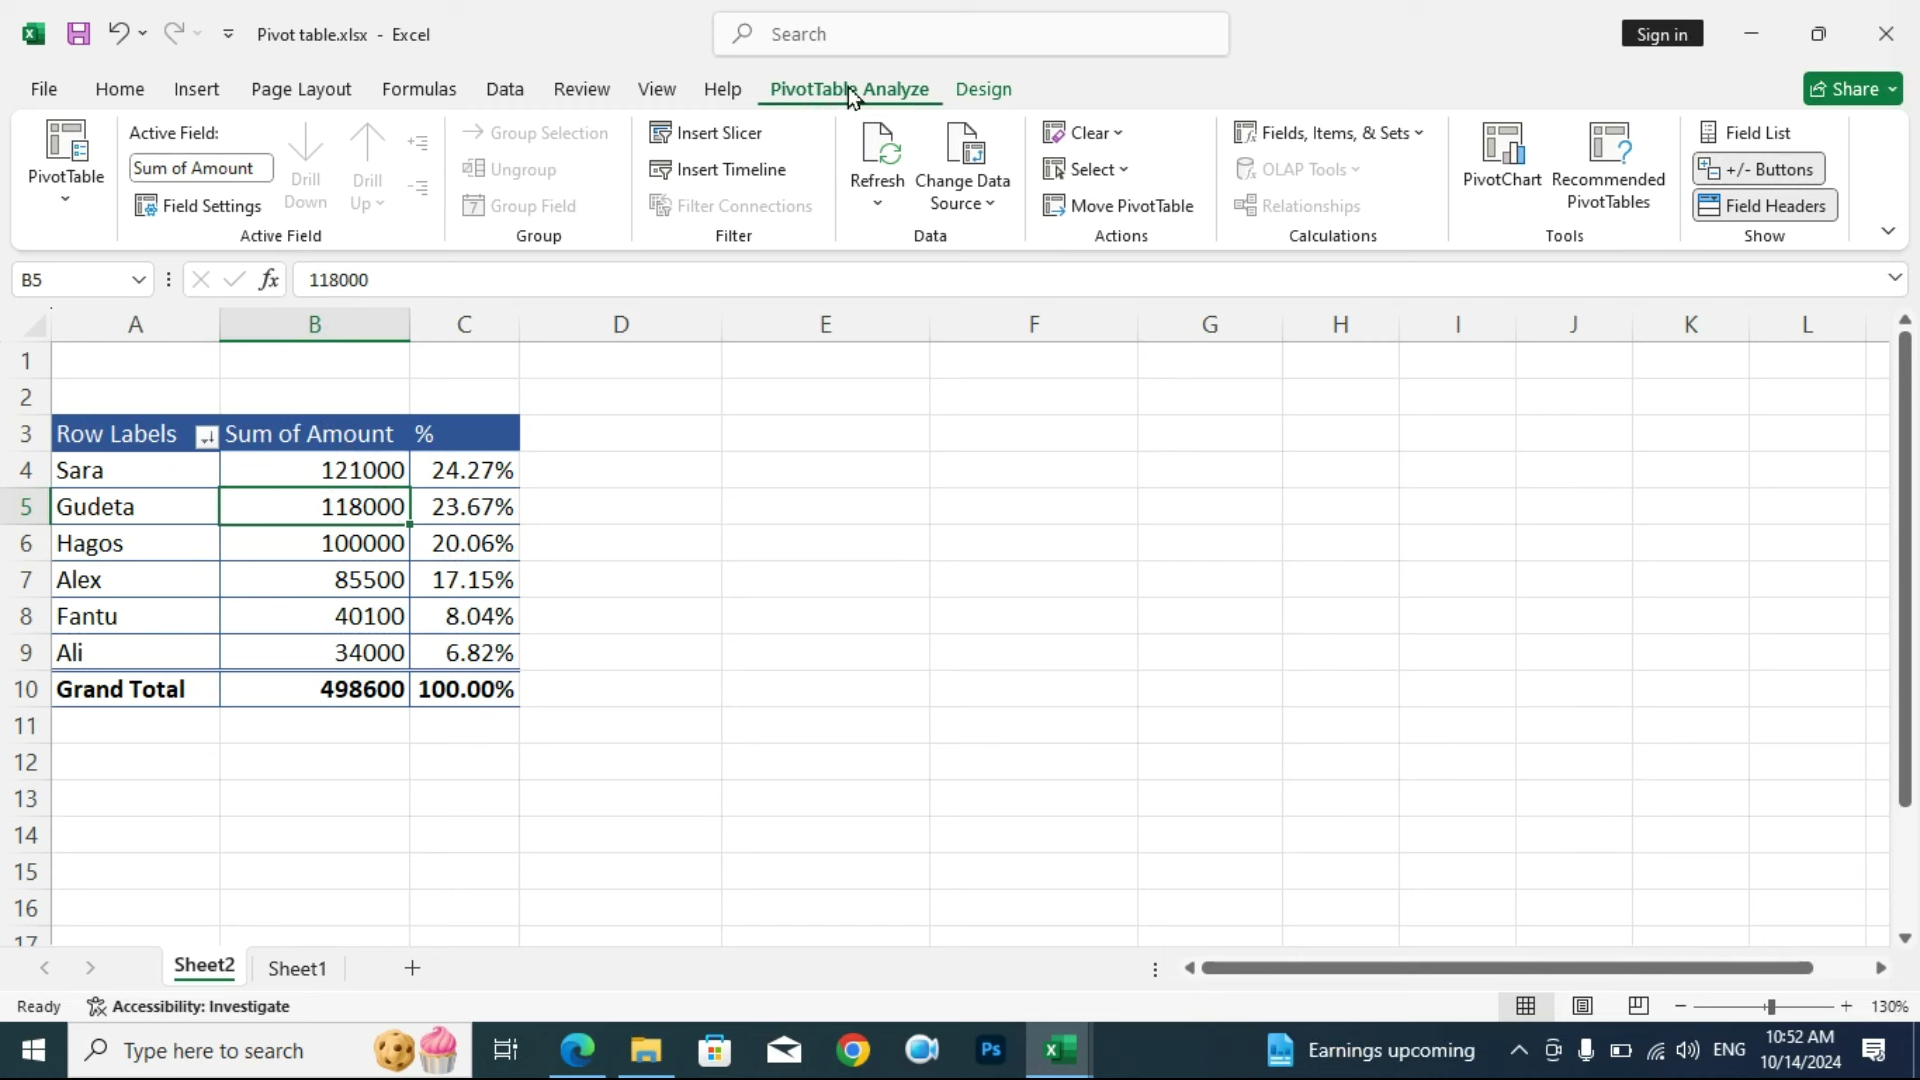 Pivot table.xlsx - Excel
Search
Sign in
File Home Insert Page Layout Formulas Data Review View Help PivotTable Analyze Design
Share
PivotTable
Active Field:
Sum of Amount
Field Settings
Drill Down
Drill Up
Active Field
Group Selection
Ungroup
7 Group Field
Group
Insert Slicer
Insert Timeline
Filter Connections
Filter
Refresh
Change Data Source
Data
Clear
Select
Move PivotTable
Actions
Fields, Items, & Sets
OLAP Tools
Relationships
Calculations
PivotChart
Recommended PivotTables
Tools
Field List
+/- Buttons
Field Headers
Show
B5
fx
118000
A B C D E F G H I J K L
1
2
3 Row Labels Sum of Amount %
4 Sara 121000 24.27%
5 Gudeta 118000 23.67%
6 Hagos 100000 20.06%
7 Alex 85500 17.15%
8 Fantu 40100 8.04%
9 Ali 34000 6.82%
10 Grand Total 498600 100.00%
11
12
13
14
15
16
17
Sheet2 Sheet1
Ready Accessibility: Investigate
130%
Type here to search
Ps
Earnings upcoming
ENG
10:52 AM
10/14/2024